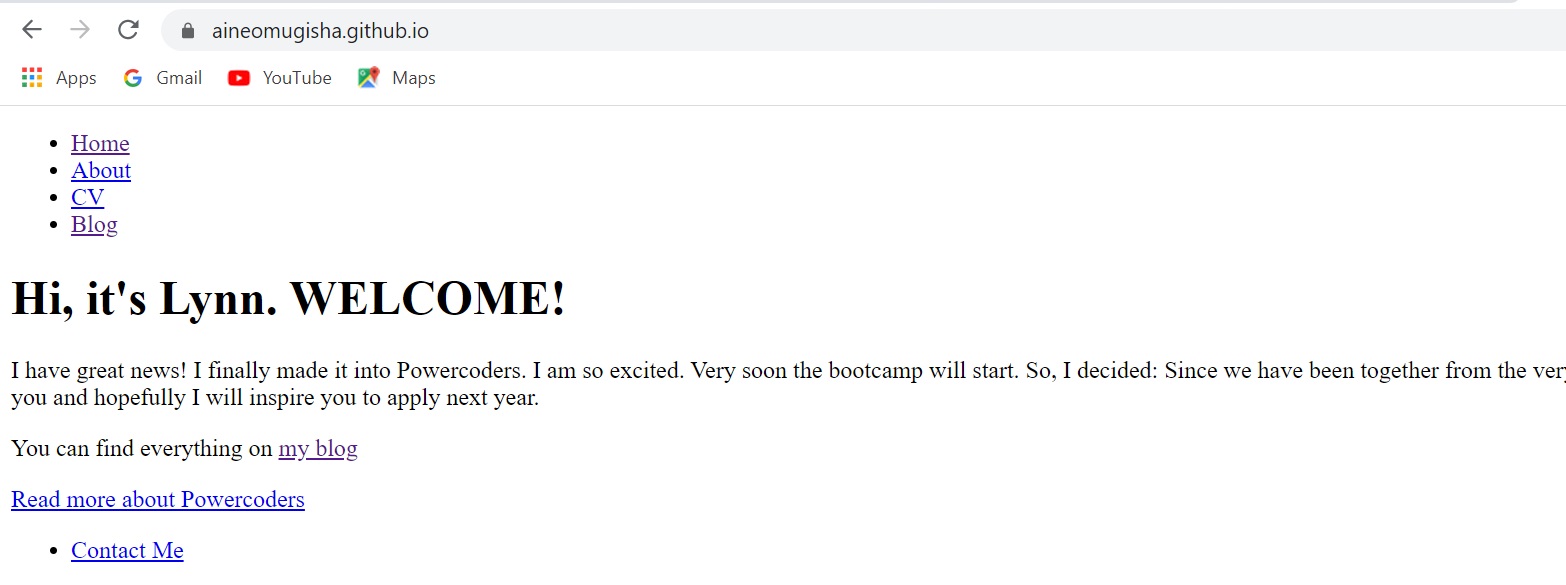 aineomugisha.github.io
Apps Gmail YouTube Maps
Home
About
CV
Blog
Hi, it's Lynn. WELCOME!
I have great news! I finally made it into Powercoders. I am so excited. Very soon the bootcamp will start. So, I decided: Since we have been together from the
you and hopefully I will inspire you to apply next year.
You can find everything on my blog
Read more about Powercoders
Contact Me